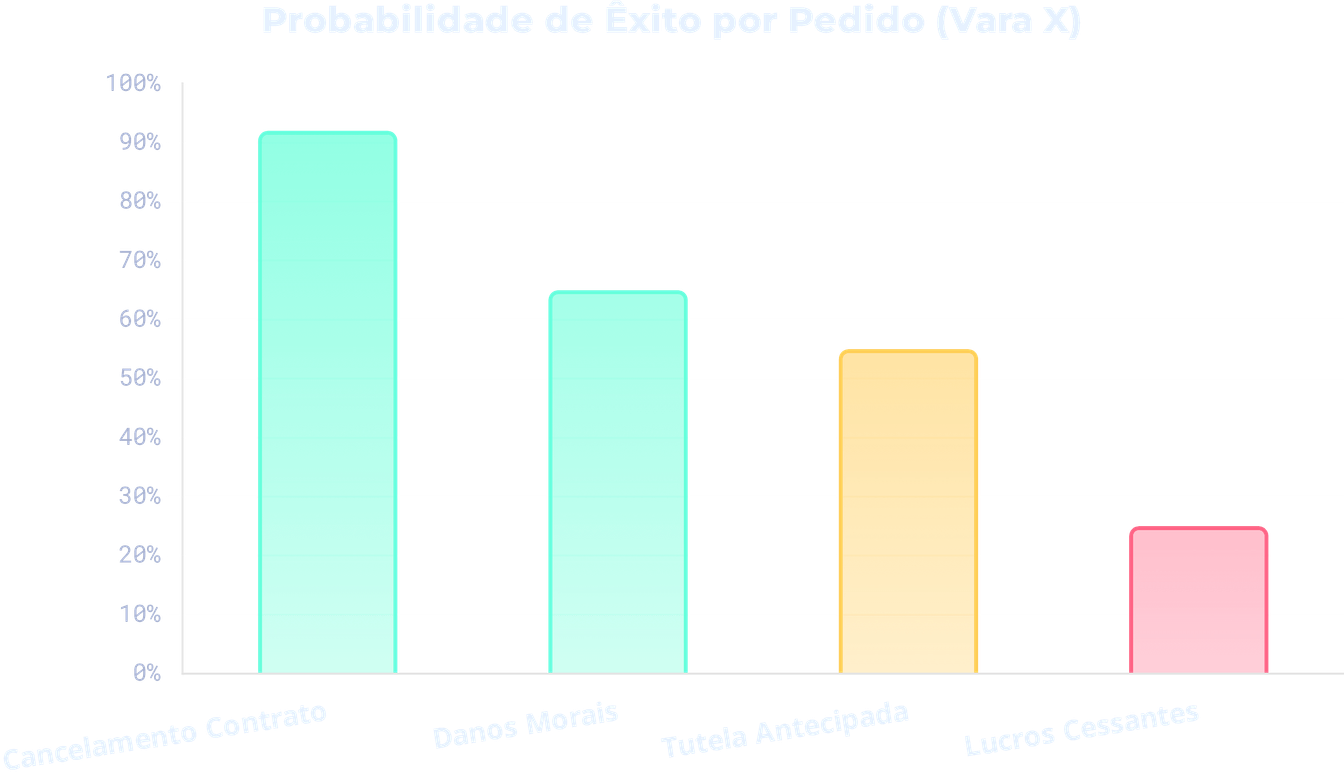 Probabilidade de Êxito por Pedido (Vara X)
100%
90%
80%
70%
60%
50%
40%
30%
20%
10%
0%
Cancelamento Contrato
Danos Morais
Tutela Antecipada
Lucros Cessantes